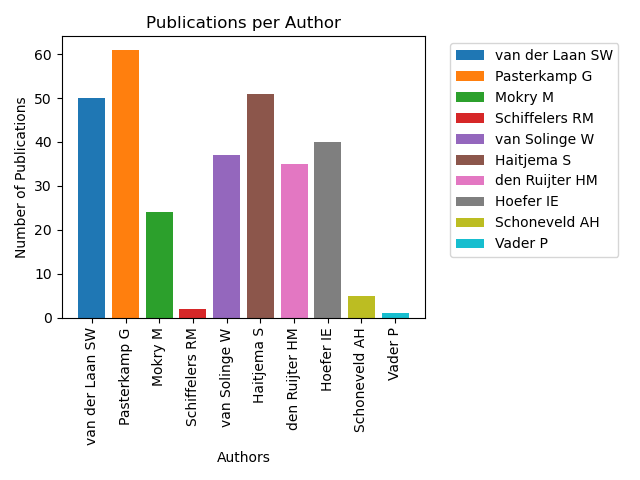 Publications per Author
Number of Publications
60
50
40
30
20
10
0
van der Laan SW
Pasterkamp G
Mokry M
Schiffelers RM
van Solinge W
Haitjema S
den Ruijter HM
Hoefer IE
Schoneveld AH
Vader P
Authors
van der Laan SW
Pasterkamp G
Mokry M
Schiffelers RM
van Solinge W
Haitjema S
den Ruijter HM
Hoefer IE
Schoneveld AH
Vader P